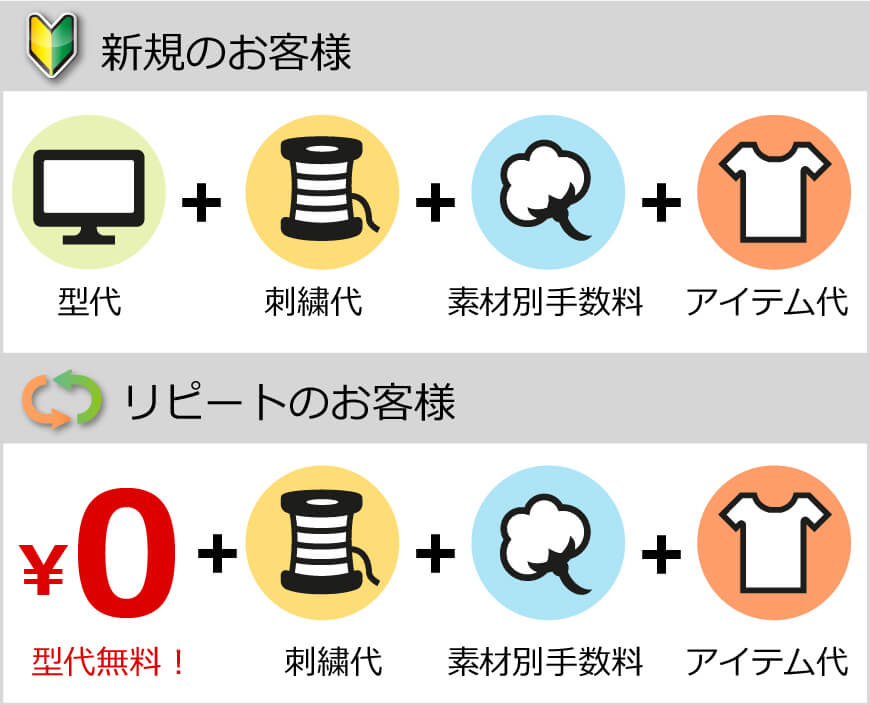 新規のお客様
+ + +
型代 刺繍代 素材別手数料 アイテム代
リピートのお客様
¥0 + + +
型代無料！ 刺繍代 素材別手数料 アイテム代